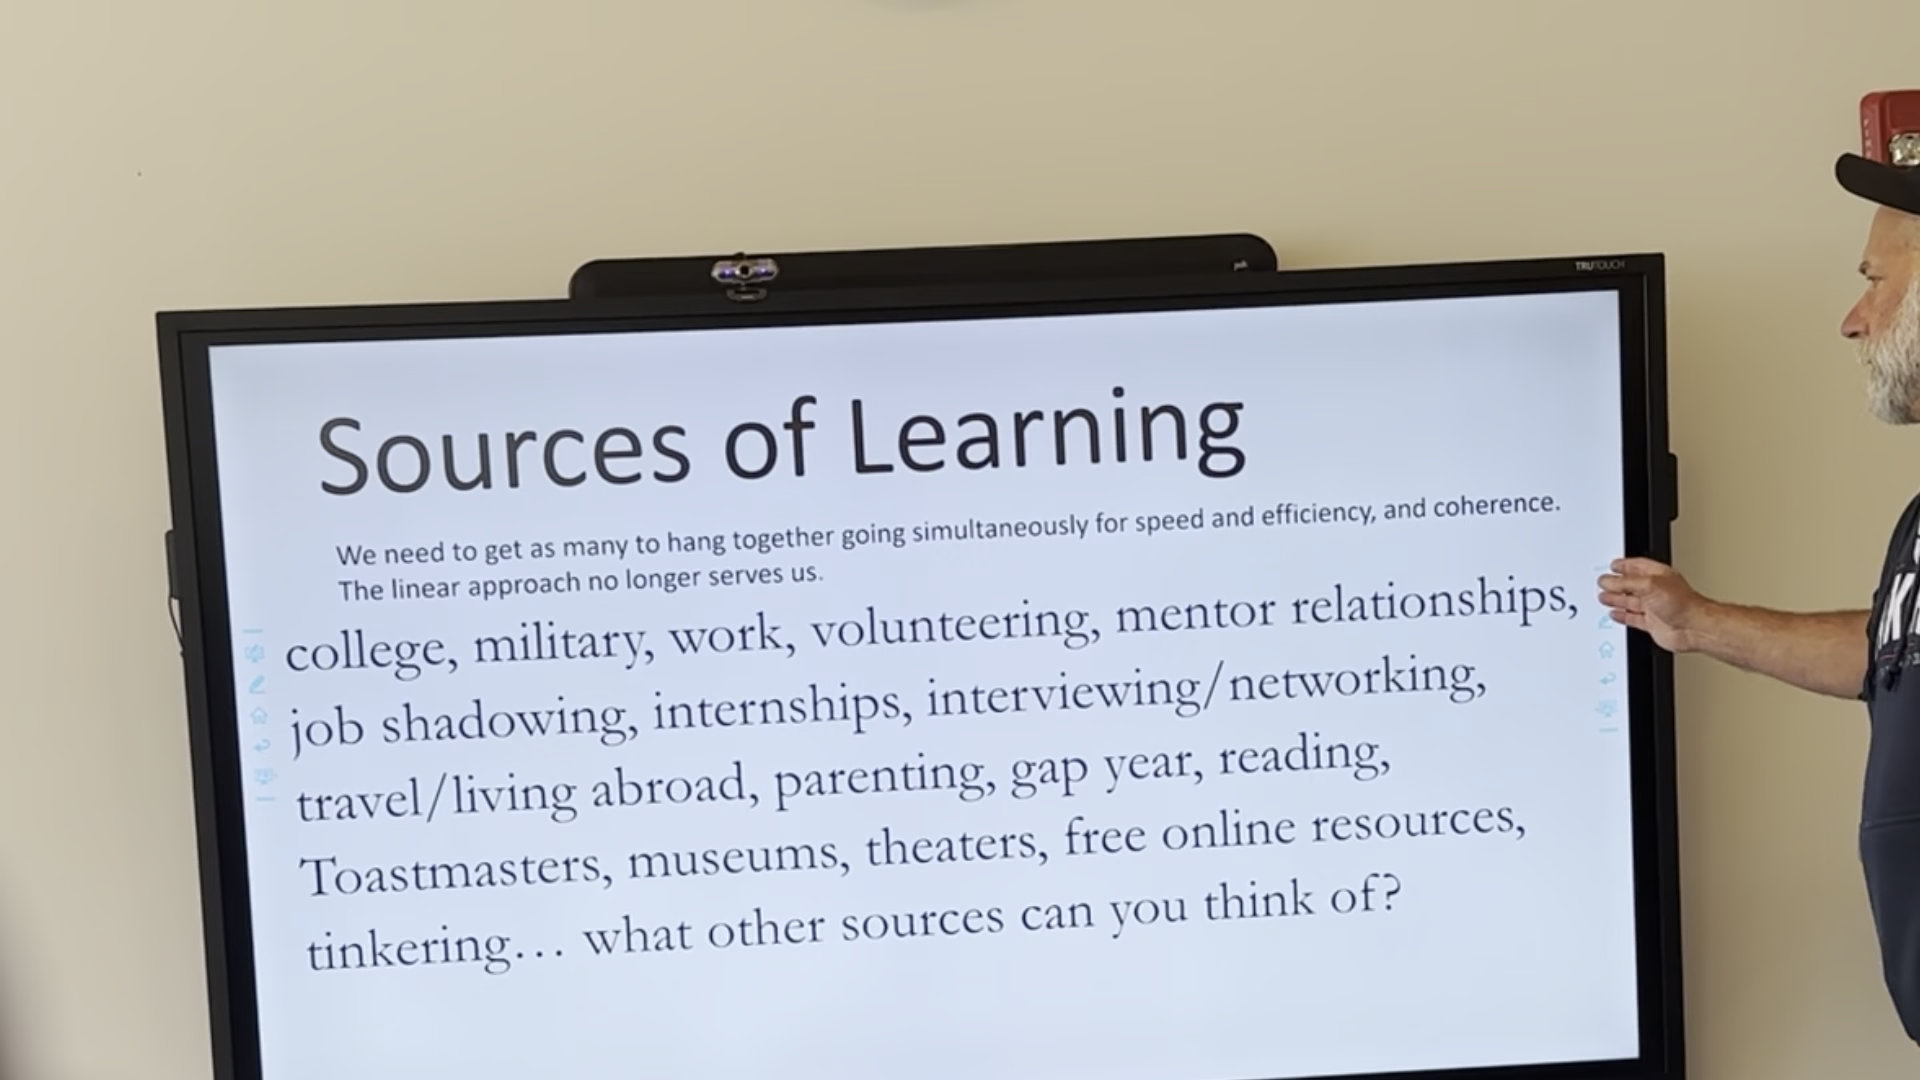 TRUTOUCH
Sources of Learning
We need to get as many to hang together going simultaneously for speed and efficiency, and coherence.
The linear approach no longer serves us.
college, military, work, volunteering, mentor relationships,
job shadowing, internships, interviewing/networking,
travel/living abroad, parenting, gap year, reading,
Toastmasters, museums, theaters, free online resources,
tinkering... what other sources can you think of?